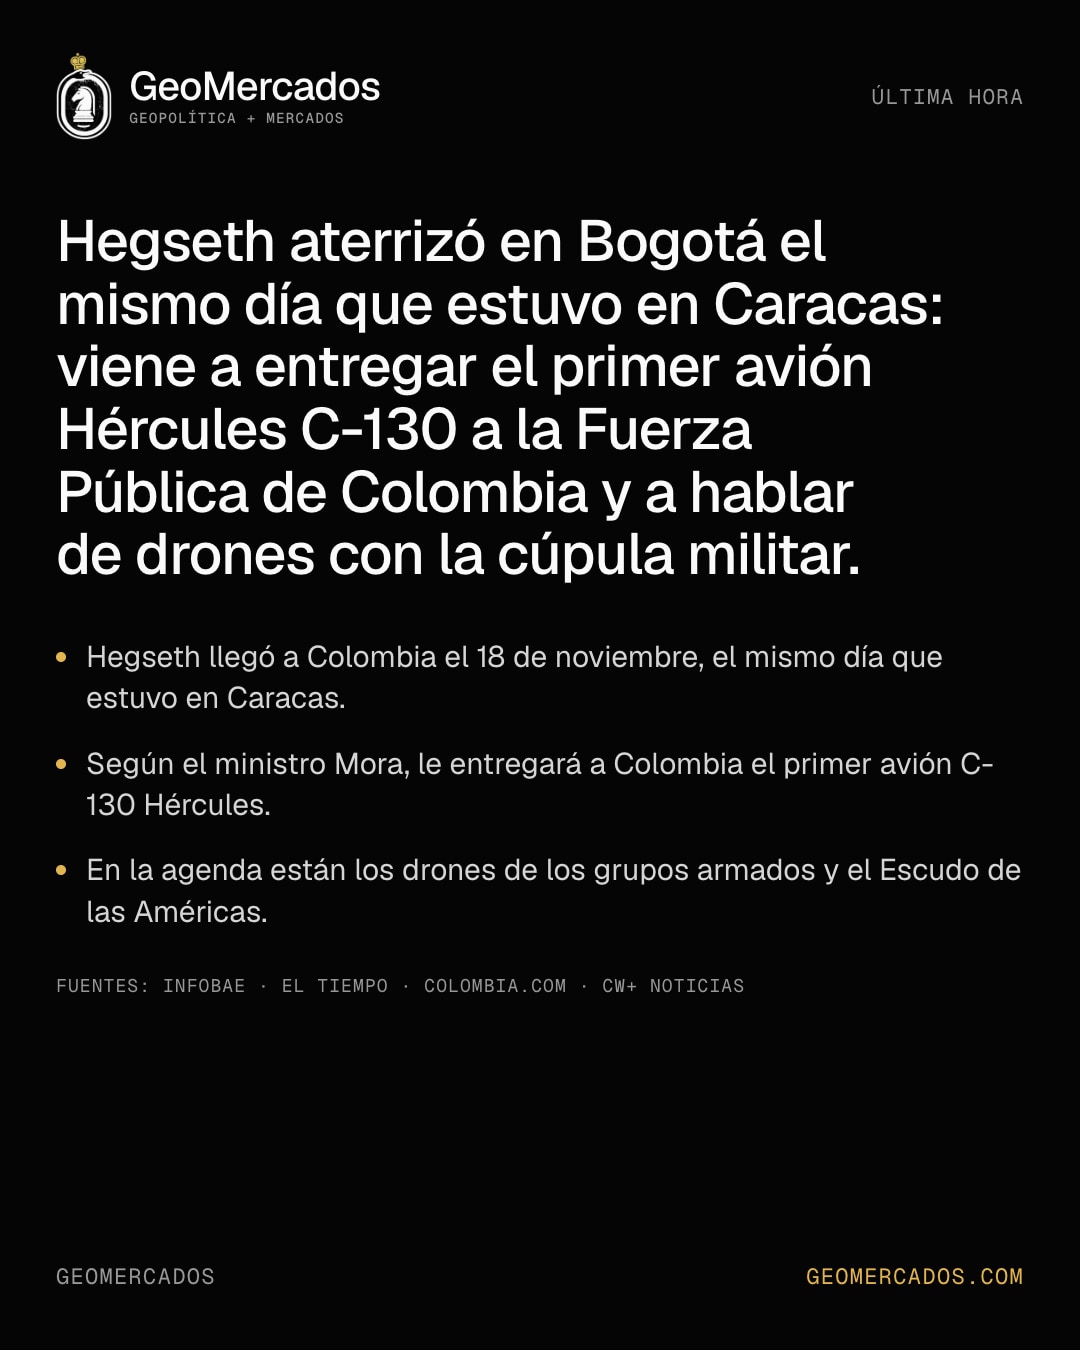 GeoMercados
GEOPOLÍTICA + MERCADOS
ÚLTIMA HORA
Hegseth aterrizó en Bogotá el
mismo día que estuvo en Caracas:
viene a entregar el primer avión
Hércules C-130 a la Fuerza
Pública de Colombia y a hablar
de drones con la cúpula militar.
• Hegseth llegó a Colombia el 18 de noviembre, el mismo día que
estuvo en Caracas.
• Según el ministro Mora, le entregará a Colombia el primer avión C-
130 Hércules.
• En la agenda están los drones de los grupos armados y el Escudo de
las Américas.
FUENTES: INFOBAE · EL TIEMPO · COLOMBIA.COM · CW+ NOTICIAS
GEOMERCADOS
GEOMERCADOS.COM